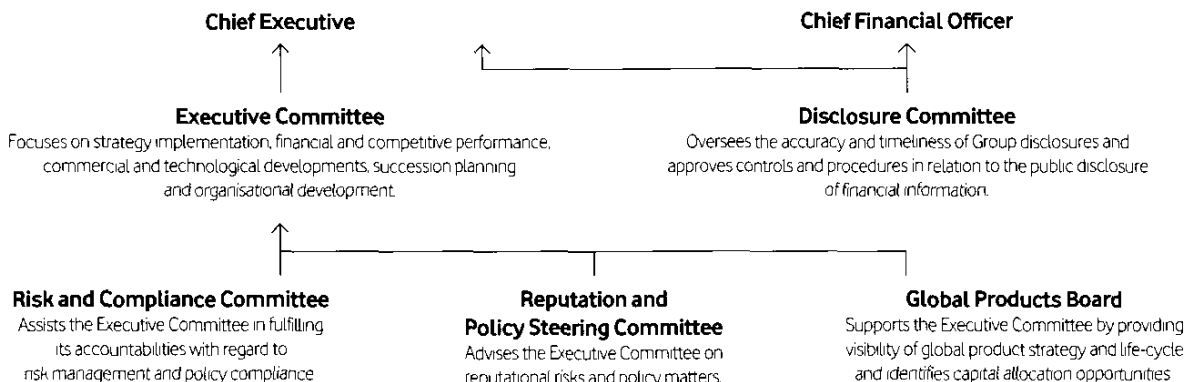 Chief Executive
Chief Financial Officer
Executive Committee
Focuses on strategy implementation, financial and competitive performance,
commercial and technological developments, succession planning
and organisational development.
Disclosure Committee
Oversees the accuracy and timeliness of Group disclosures and
approves controls and procedures in relation to the public disclosure
of financial information.
Risk and Compliance Committee
Assists the Executive Committee in fulfilling
its accountabilities with regard to
risk management and policy compliance
Reputation and
Policy Steering Committee
Advises the Executive Committee on
reputational risks and policy matters.
Global Products Board
Supports the Executive Committee by providing
visibility of global product strategy and life-cycle
and identifies capital allocation opportunities